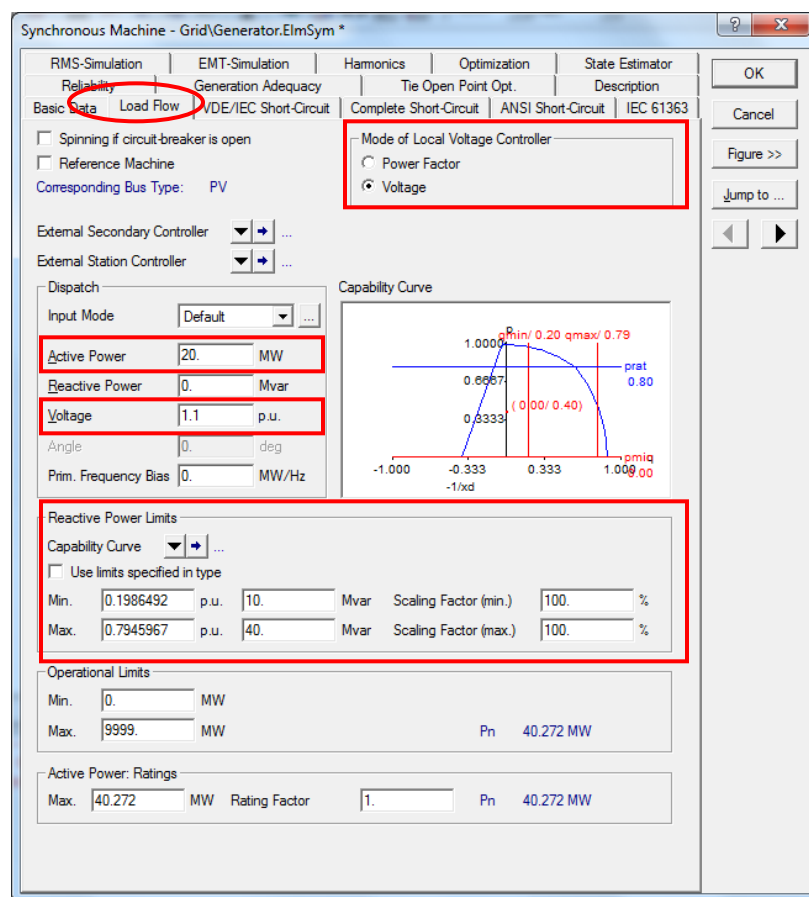 Synchronous Machine - Grid\Generator.ElmSym *
RMS-Simulation EMT-Simulation Harmonics Optimization State Estimator
Reliability Generation Adequacy Tie Open Point Opt. Description
Basic Data Load Flow VDE/IEC Short-Circuit Complete Short-Circuit ANSI Short-Circuit IEC 61363
OK
Cancel
Figure >>
Jump to ...
Spinning if circuit-breaker is open
Reference Machine
Corresponding Bus Type: PV
Mode of Local Voltage Controller
Power Factor
Voltage
External Secondary Controller ...
External Station Controller ...
Dispatch
Input Mode Default ...
Active Power 20. MW
Reactive Power 0. Mvar
Voltage 1.1 p.u.
Angle 0. deg
Prim. Frequency Bias 0. MW/Hz
Capability Curve
p
qmin/ 0.20 qmax/ 0.79
1.0000
prat
0.80
0.6667
( 0.00/ 0.40)
0.3333
pmiq
0.00
-1.000 -0.333 0.333 1.000
-1/xd
Reactive Power Limits
Capability Curve ...
Use limits specified in type
Min. 0.1986492 p.u. 10. Mvar Scaling Factor (min.) 100. %
Max. 0.7945967 p.u. 40. Mvar Scaling Factor (max.) 100. %
Operational Limits
Min. 0. MW
Max. 9999. MW Pn 40.272 MW
Active Power: Ratings
Max. 40.272 MW Rating Factor 1. Pn 40.272 MW